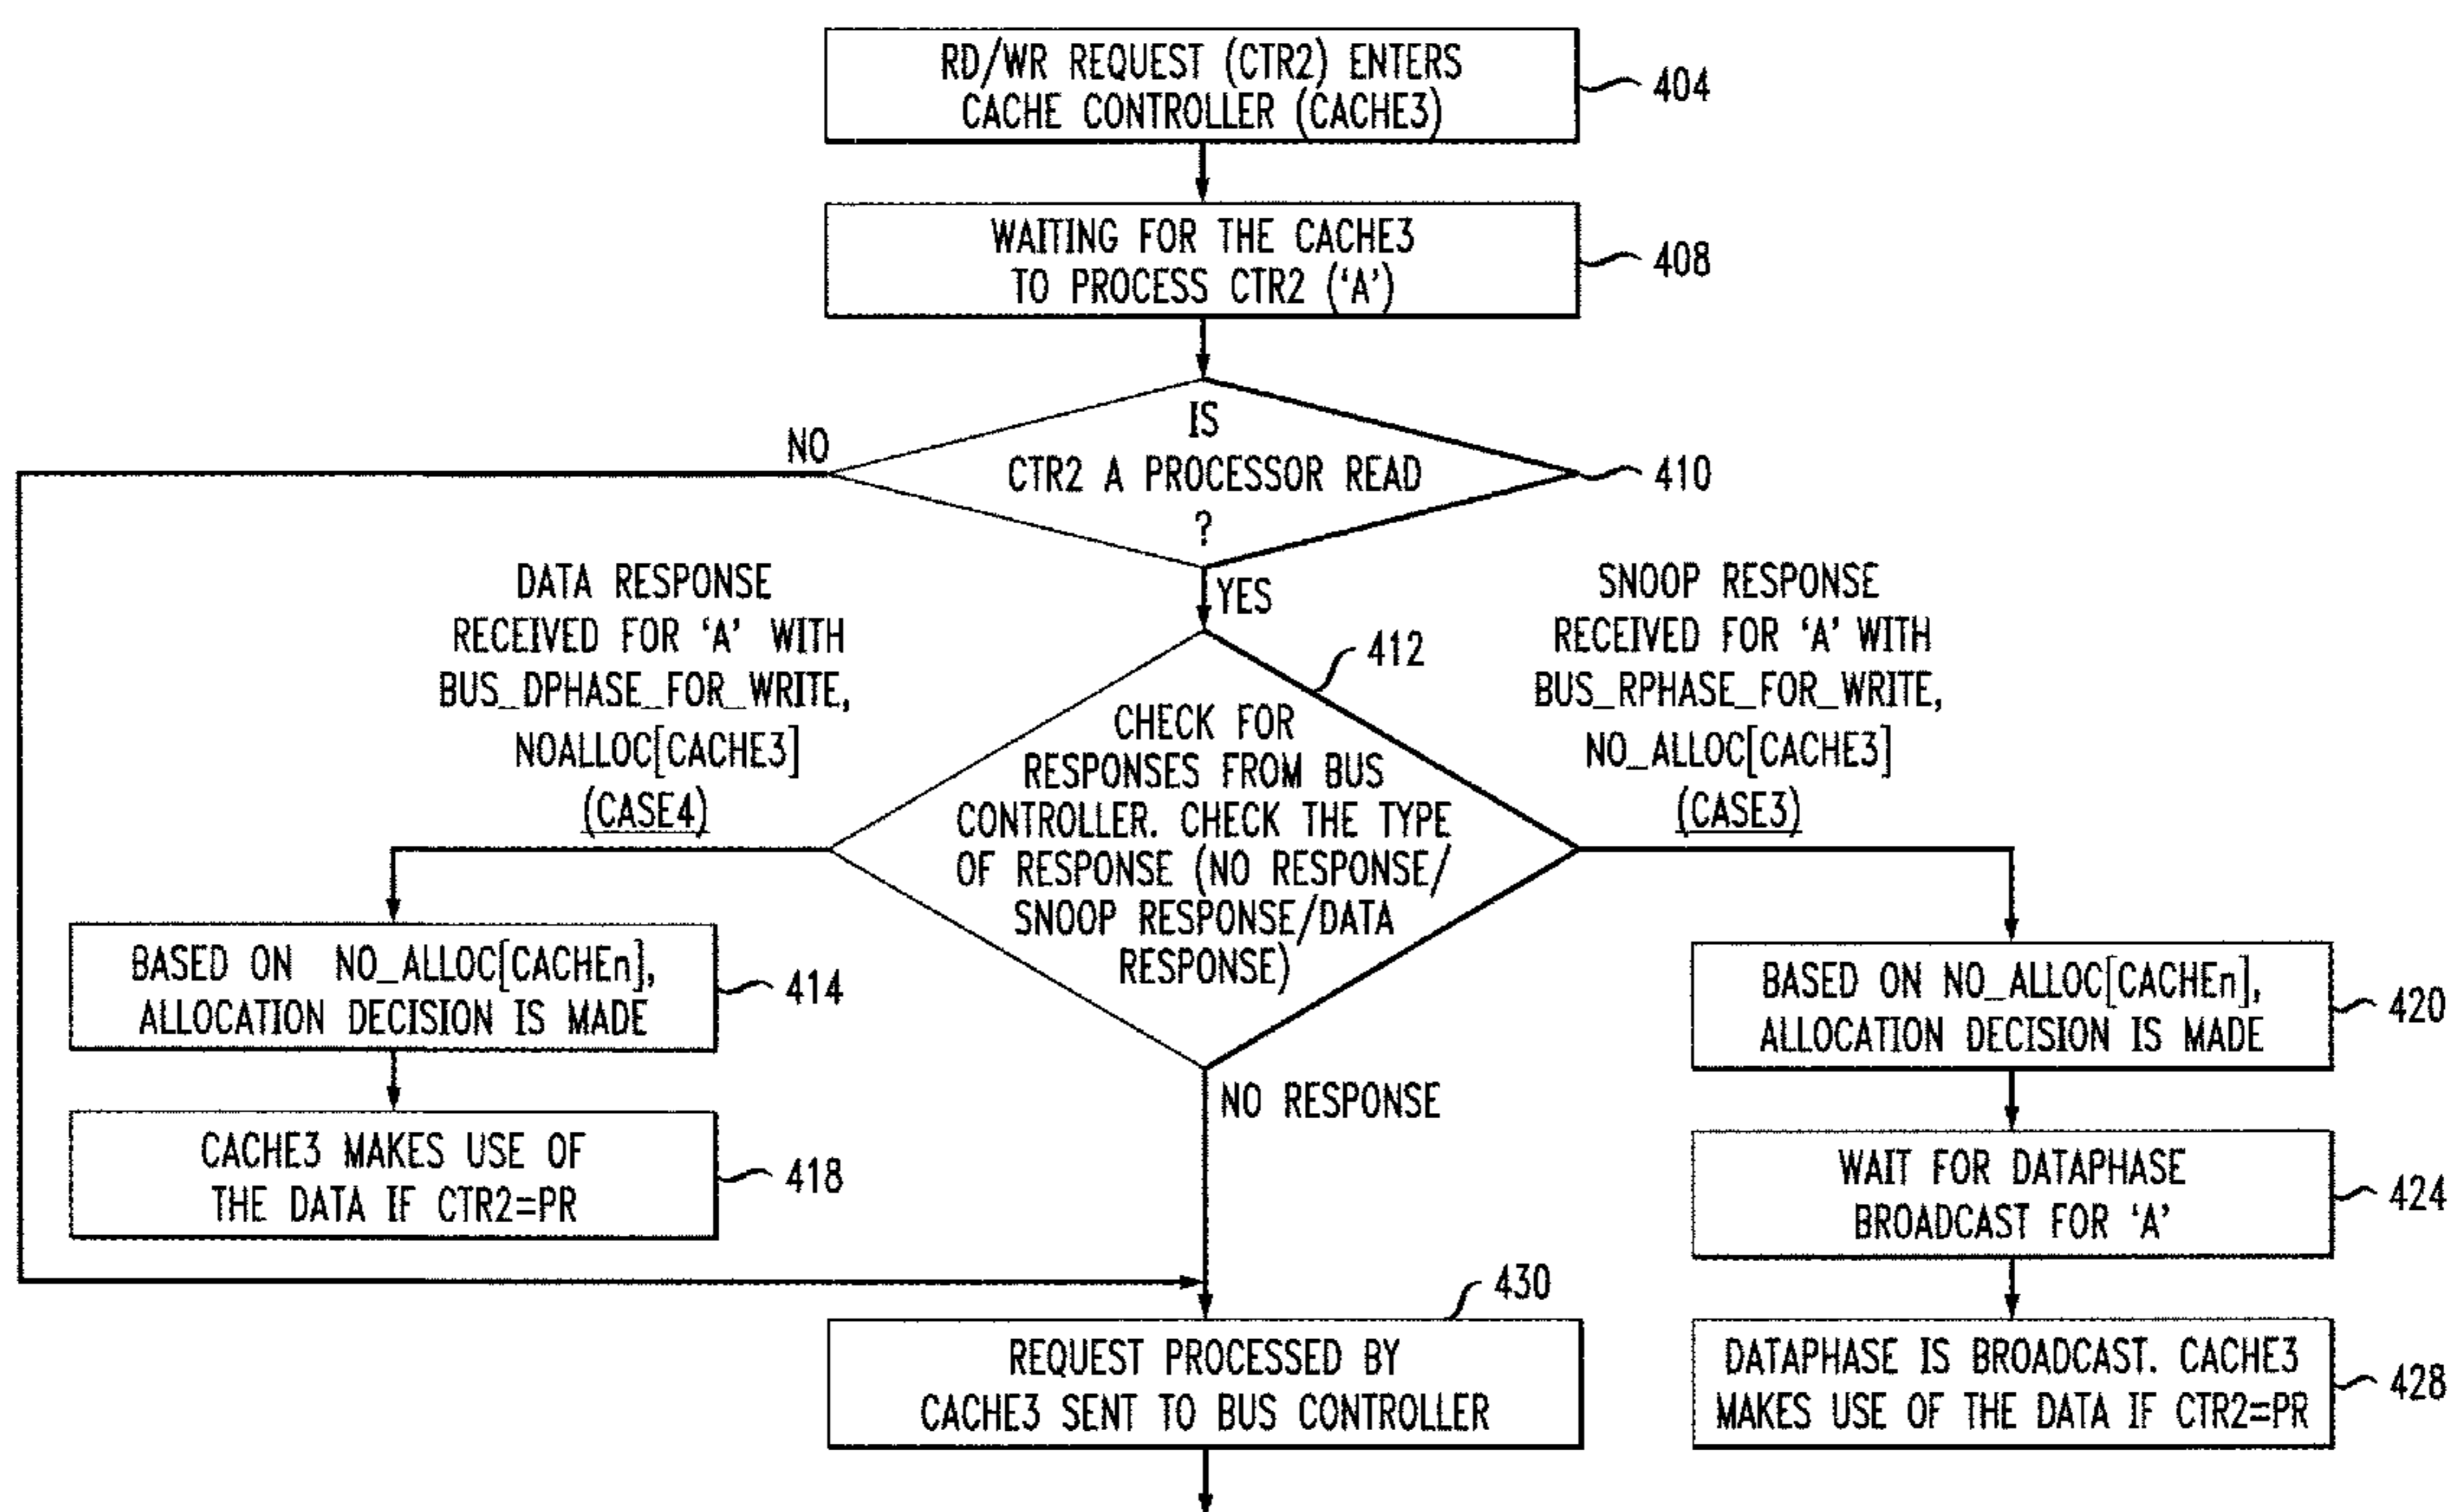 RD/WR REQUEST (CTR2) ENTERS
CACHE CONTROLLER (CACHE3)
404
WAITING FOR THE CACHE3
TO PROCESS CTR2 (‘A’)
408
IS
CTR2 A PROCESSOR READ
?
410
NO
YES
DATA RESPONSE
RECEIVED FOR ‘A’ WITH
BUS_DPHASE_FOR_WRITE,
NOALLOC[CACHE3]
(CASE4)
412
CHECK FOR
RESPONSES FROM BUS
CONTROLLER. CHECK THE TYPE
OF RESPONSE (NO RESPONSE/
SNOOP RESPONSE/DATA
RESPONSE)
SNOOP RESPONSE
RECEIVED FOR ‘A’ WITH
BUS_RPHASE_FOR_WRITE,
NO_ALLOC[CACHE3]
(CASE3)
BASED ON NO_ALLOC[CACHEn],
ALLOCATION DECISION IS MADE
414
CACHE3 MAKES USE OF
THE DATA IF CTR2=PR
418
NO RESPONSE
BASED ON NO_ALLOC[CACHEn],
ALLOCATION DECISION IS MADE
420
WAIT FOR DATAPHASE
BROADCAST FOR ‘A’
424
430
REQUEST PROCESSED BY
CACHE3 SENT TO BUS CONTROLLER
DATAPHASE IS BROADCAST. CACHE3
MAKES USE OF THE DATA IF CTR2=PR
428